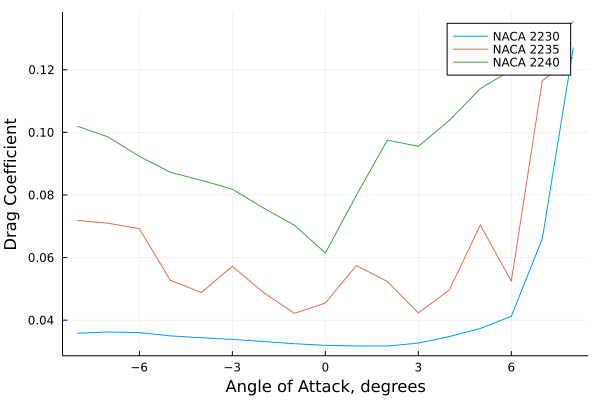 NACA 2230
NACA 2235
NACA 2240
0.12
0.10
0.08
0.06
0.04
Drag Coefficient
−6 −3 0 3 6
Angle of Attack, degrees